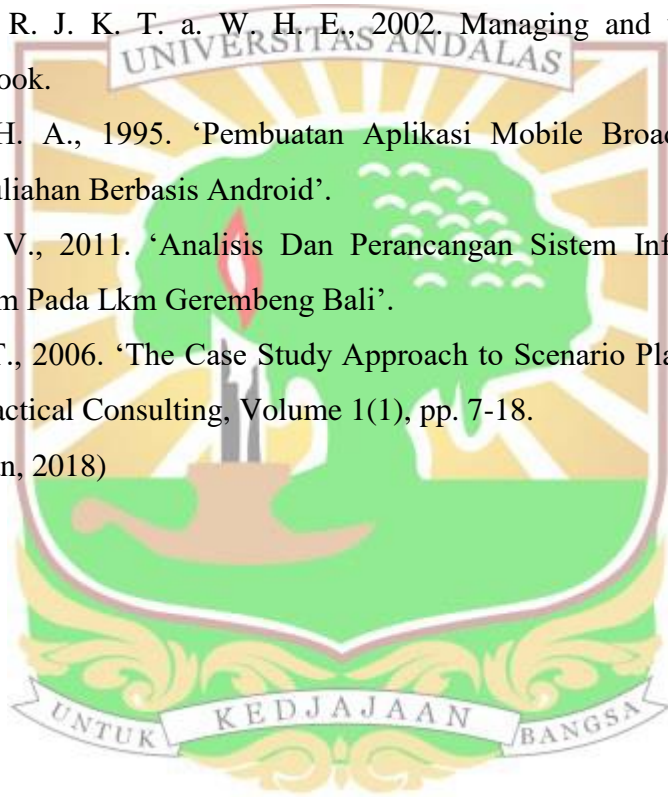 R. J. K. T. a. W. H. E., 2002. Managing and
UNIVERSITAS ANDALAS
ook.
H. A., 1995. ‘Pembuatan Aplikasi Mobile Broad
uliahan Berbasis Android’.
V., 2011. ‘Analisis Dan Perancangan Sistem Inf
m Pada Lkm Gerembeng Bali’.
T., 2006. ‘The Case Study Approach to Scenario Pla
actical Consulting, Volume 1(1), pp. 7-18.
n, 2018)
UNTUK KEDJAJAAN BANGSA